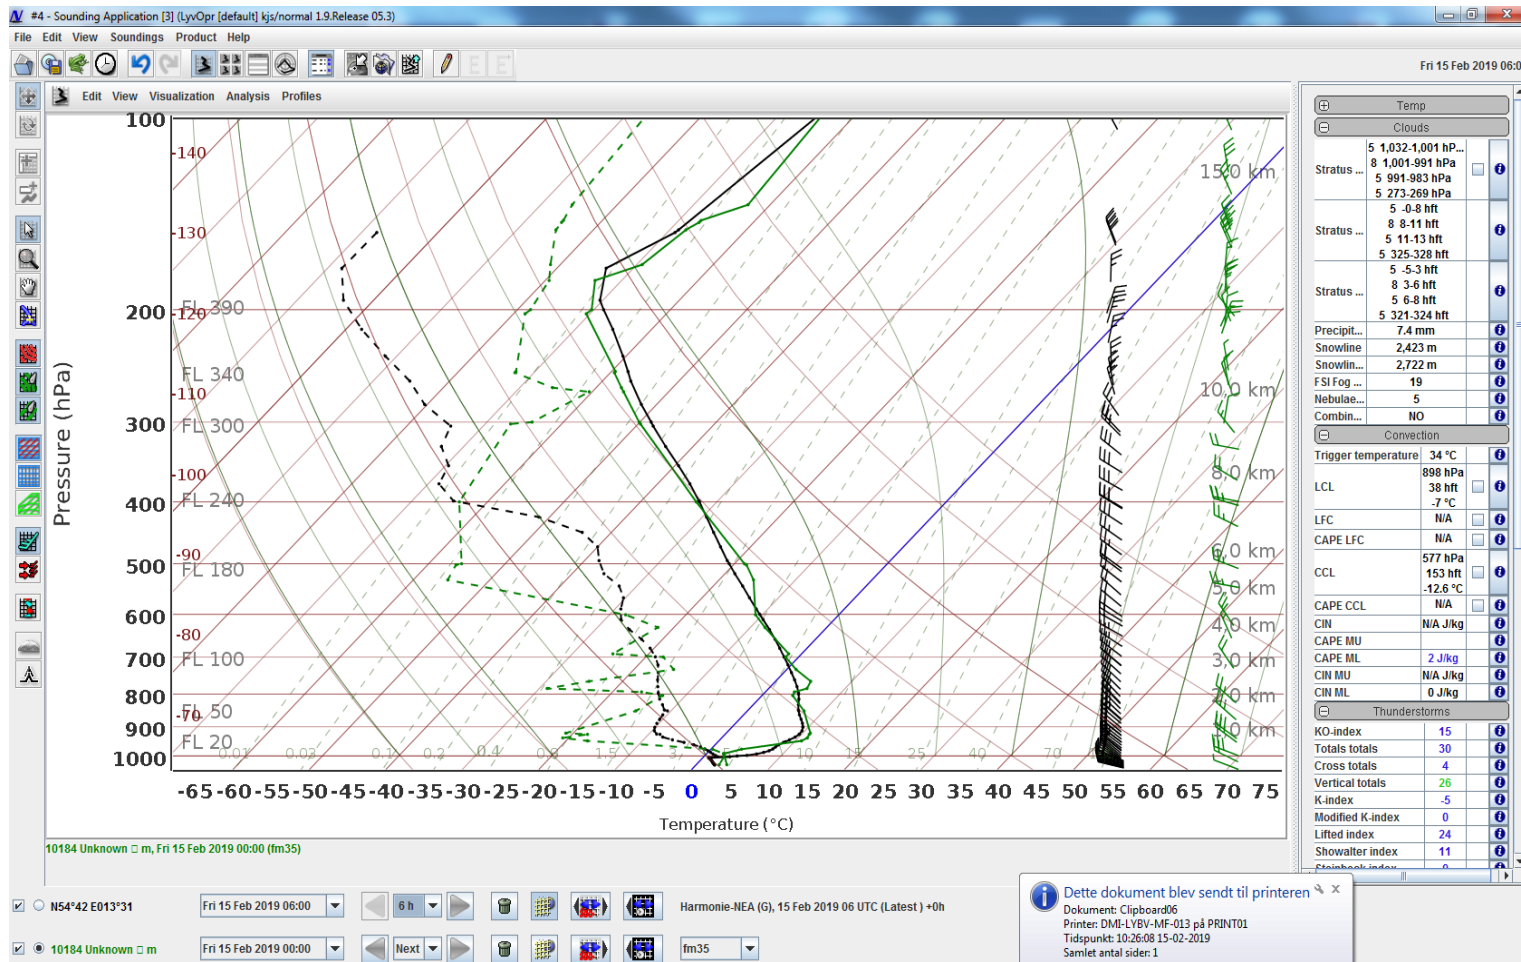 #4 - Sounding Application [3] (LyvOpr [default] kjs/normal 1.9.Release 05.3)
File Edit View Soundings Product Help
Fri 15 Feb 2019 06:0
Edit View Visualization Analysis Profiles
Pressure (hPa)
100
200
300
400
500
600
700
800
900
1000
-140
-130
-120
-110
-100
-90
-80
-70
FL 390
FL 340
FL 300
FL 240
FL 180
FL 100
FL 50
FL 20
15,0 km
10,0 km
8,0 km
6,0 km
5,0 km
4,0 km
3,0 km
2,0 km
1,0 km
0.01 0.03 0.1 0.2 0.4 15 25 40 70
-65 -60 -55 -50 -45 -40 -35 -30 -25 -20 -15 -10 -5 0 5 10 15 20 25 30 35 40 45 50 55 60 65 70 75
Temperature (°C)
10184 Unknown □ m, Fri 15 Feb 2019 00:00 (fm35)
Temp
Clouds
Stratus ...
5 1,032-1,001 hP...
8 1,001-991 hPa
5 991-983 hPa
5 273-269 hPa
Stratus ...
5 -0-8 hft
8 8-11 hft
5 11-13 hft
5 325-328 hft
Stratus ...
5 -5-3 hft
8 3-6 hft
5 6-8 hft
5 321-324 hft
Precipit... 7.4 mm
Snowline 2,423 m
Snowlin... 2,722 m
FSI Fog ... 19
Nebulae... 5
Combin... NO
Convection
Trigger temperature 34 °C
LCL
898 hPa
38 hft
-7 °C
LFC N/A
CAPE LFC N/A
CCL
577 hPa
153 hft
-12.6 °C
CAPE CCL N/A
CIN N/A J/kg
CAPE MU
CAPE ML 2 J/kg
CIN MU N/A J/kg
CIN ML 0 J/kg
Thunderstorms
KO-index 15
Totals totals 30
Cross totals 4
Vertical totals 26
K-index -5
Modified K-index 0
Lifted index 24
Showalter index 11
N54°42 E013°31 Fri 15 Feb 2019 06:00 6 h Harmonie-NEA (G), 15 Feb 2019 06 UTC (Latest ) +0h
10184 Unknown □ m Fri 15 Feb 2019 00:00 Next fm35
Dette dokument blev sendt til printeren
Dokument: Clipboard06
Printer: DMI-LYBV-MF-013 på PRINT01
Tidspunkt: 10:26:08 15-02-2019
Samlet antal sider: 1